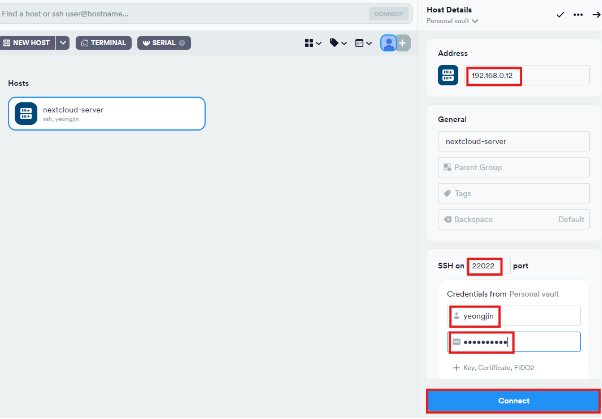 Find a host or ssh user@hostname...
CONNECT
NEW HOST
TERMINAL
SERIAL
Hosts
nextcloud-server
ssh, yeongjin
Host Details
Personal vault
Address
192.168.0.12
General
nextcloud-server
Parent Group
Tags
Backspace
Default
SSH on 22022 port
Credentials from Personal vault
yeongjin
••••••••••
+ Key, Certificate, FIDO2
Connect